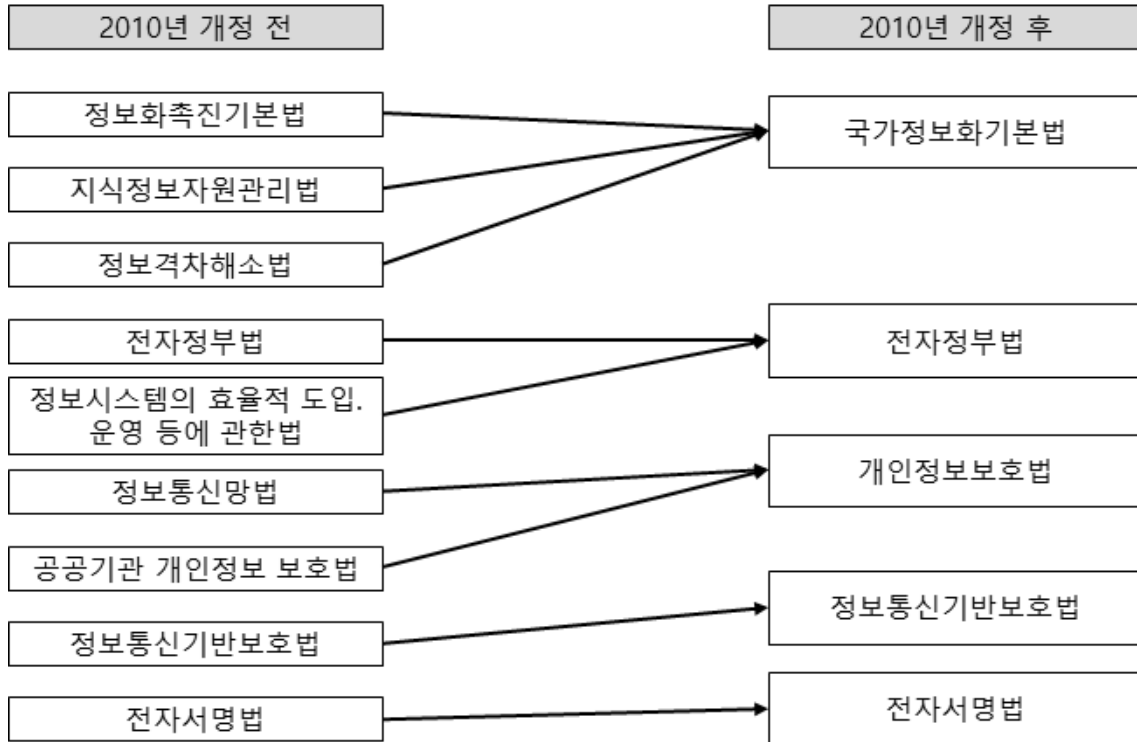 2010년 개정 전
2010년 개정 후
정보화촉진기본법
지식정보자원관리법
정보격차해소법
전자정부법
정보시스템의 효율적 도입.
운영 등에 관한법
정보통신망법
공공기관 개인정보 보호법
정보통신기반보호법
전자서명법
국가정보화기본법
전자정부법
개인정보보호법
정보통신기반보호법
전자서명법